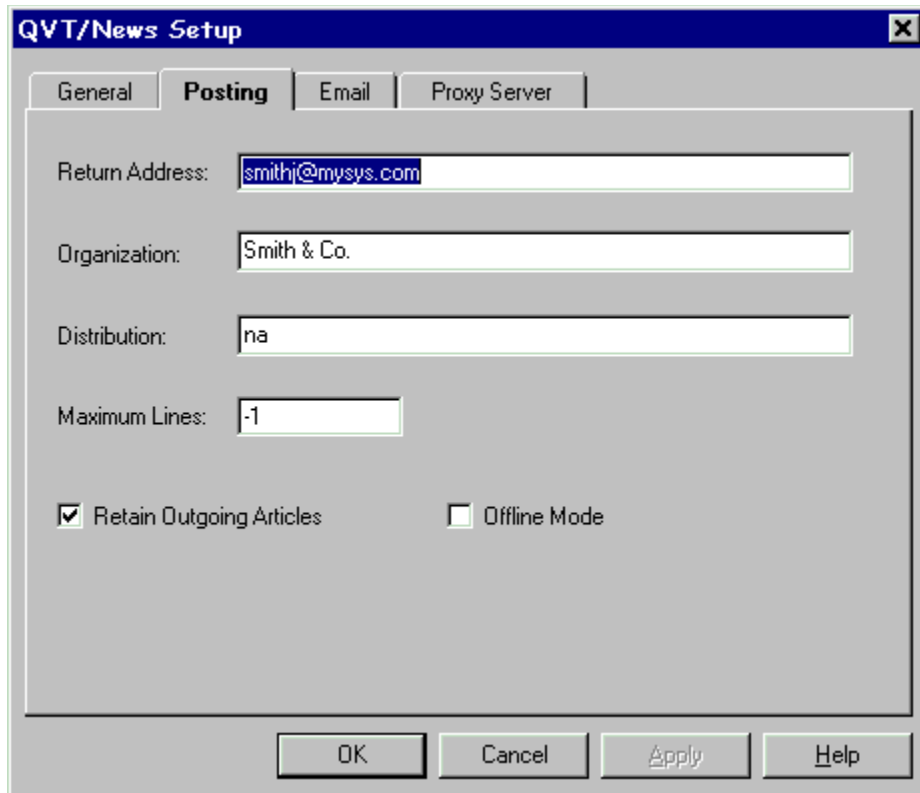 QVT/News Setup
General Posting Email Proxy Server
Return Address: smithj@mysys.com
Organization: Smith & Co.
Distribution: na
Maximum Lines: -1
Retain Outgoing Articles Offline Mode
OK Cancel Apply Help